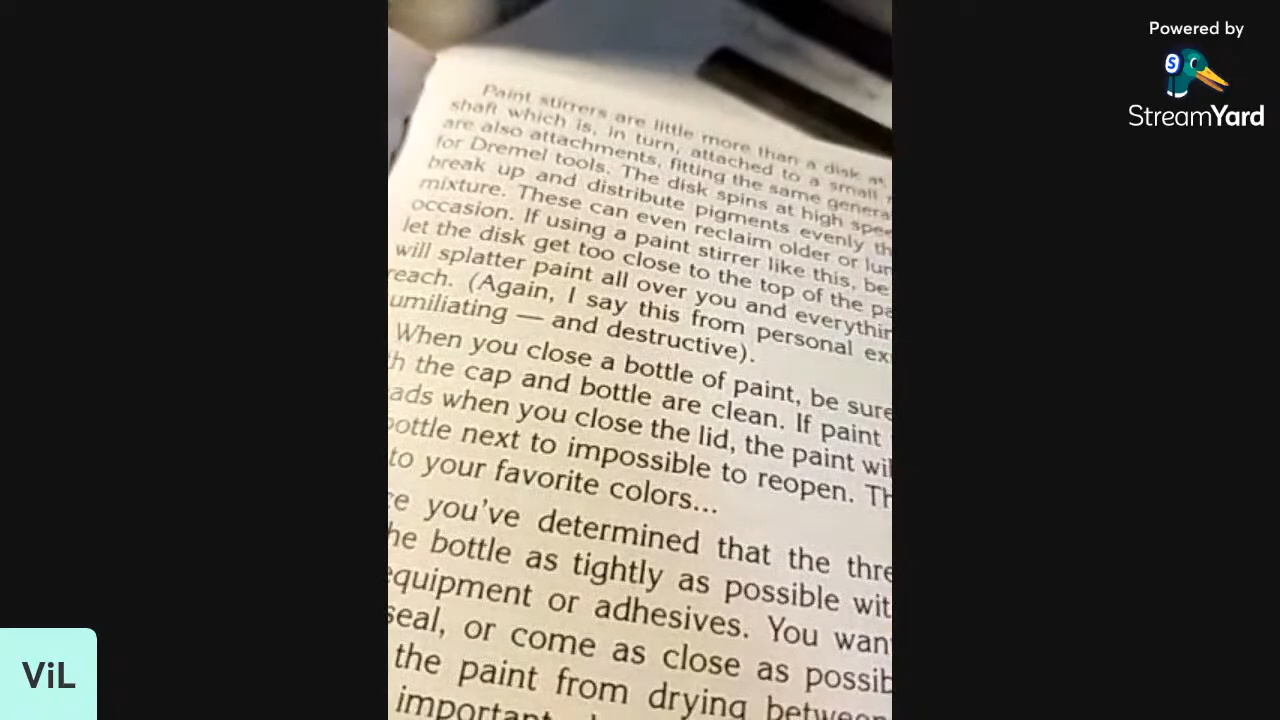 Powered by
StreamYard
Paint stirrers are little more than a disk
shaft which is, in turn, attached to a small
are also attachments, fitting the same genera
for Dremel tools. The disk spins at high spee
break up and distribute pigments evenly th
mixture. These can even reclaim older or lum
occasion. If using a paint stirrer like this, be
let the disk get too close to the top of the pa
will splatter paint all over you and everythin
reach. (Again, I say this from personal ex
umiliating — and destructive).
When you close a bottle of paint, be sure
h the cap and bottle are clean. If paint
ads when you close the lid, the paint wil
bottle next to impossible to reopen. Th
to your favorite colors...
e you've determined that the thre
he bottle as tightly as possible wit
equipment or adhesives. You wan
seal, or come as close as possib
the paint from drying between
important
ViL